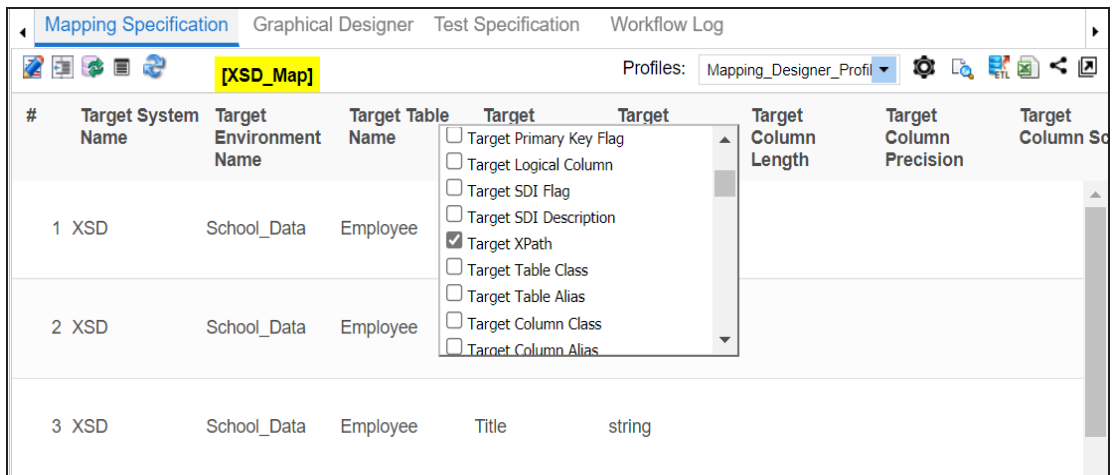 Mapping Specification Graphical Designer Test Specification Workflow Log
[XSD_Map] Profiles: Mapping_Designer_Profil ETL
# Target System Name Target Environment Name Target Table Name Target Target Target Column Length Target Column Precision Target Column Sc
Target Primary Key Flag
Target Logical Column
Target SDI Flag
Target SDI Description
Target XPath
Target Table Class
Target Table Alias
Target Column Class
Target Column Alias
1 XSD School_Data Employee
2 XSD School_Data Employee
3 XSD School_Data Employee Title string